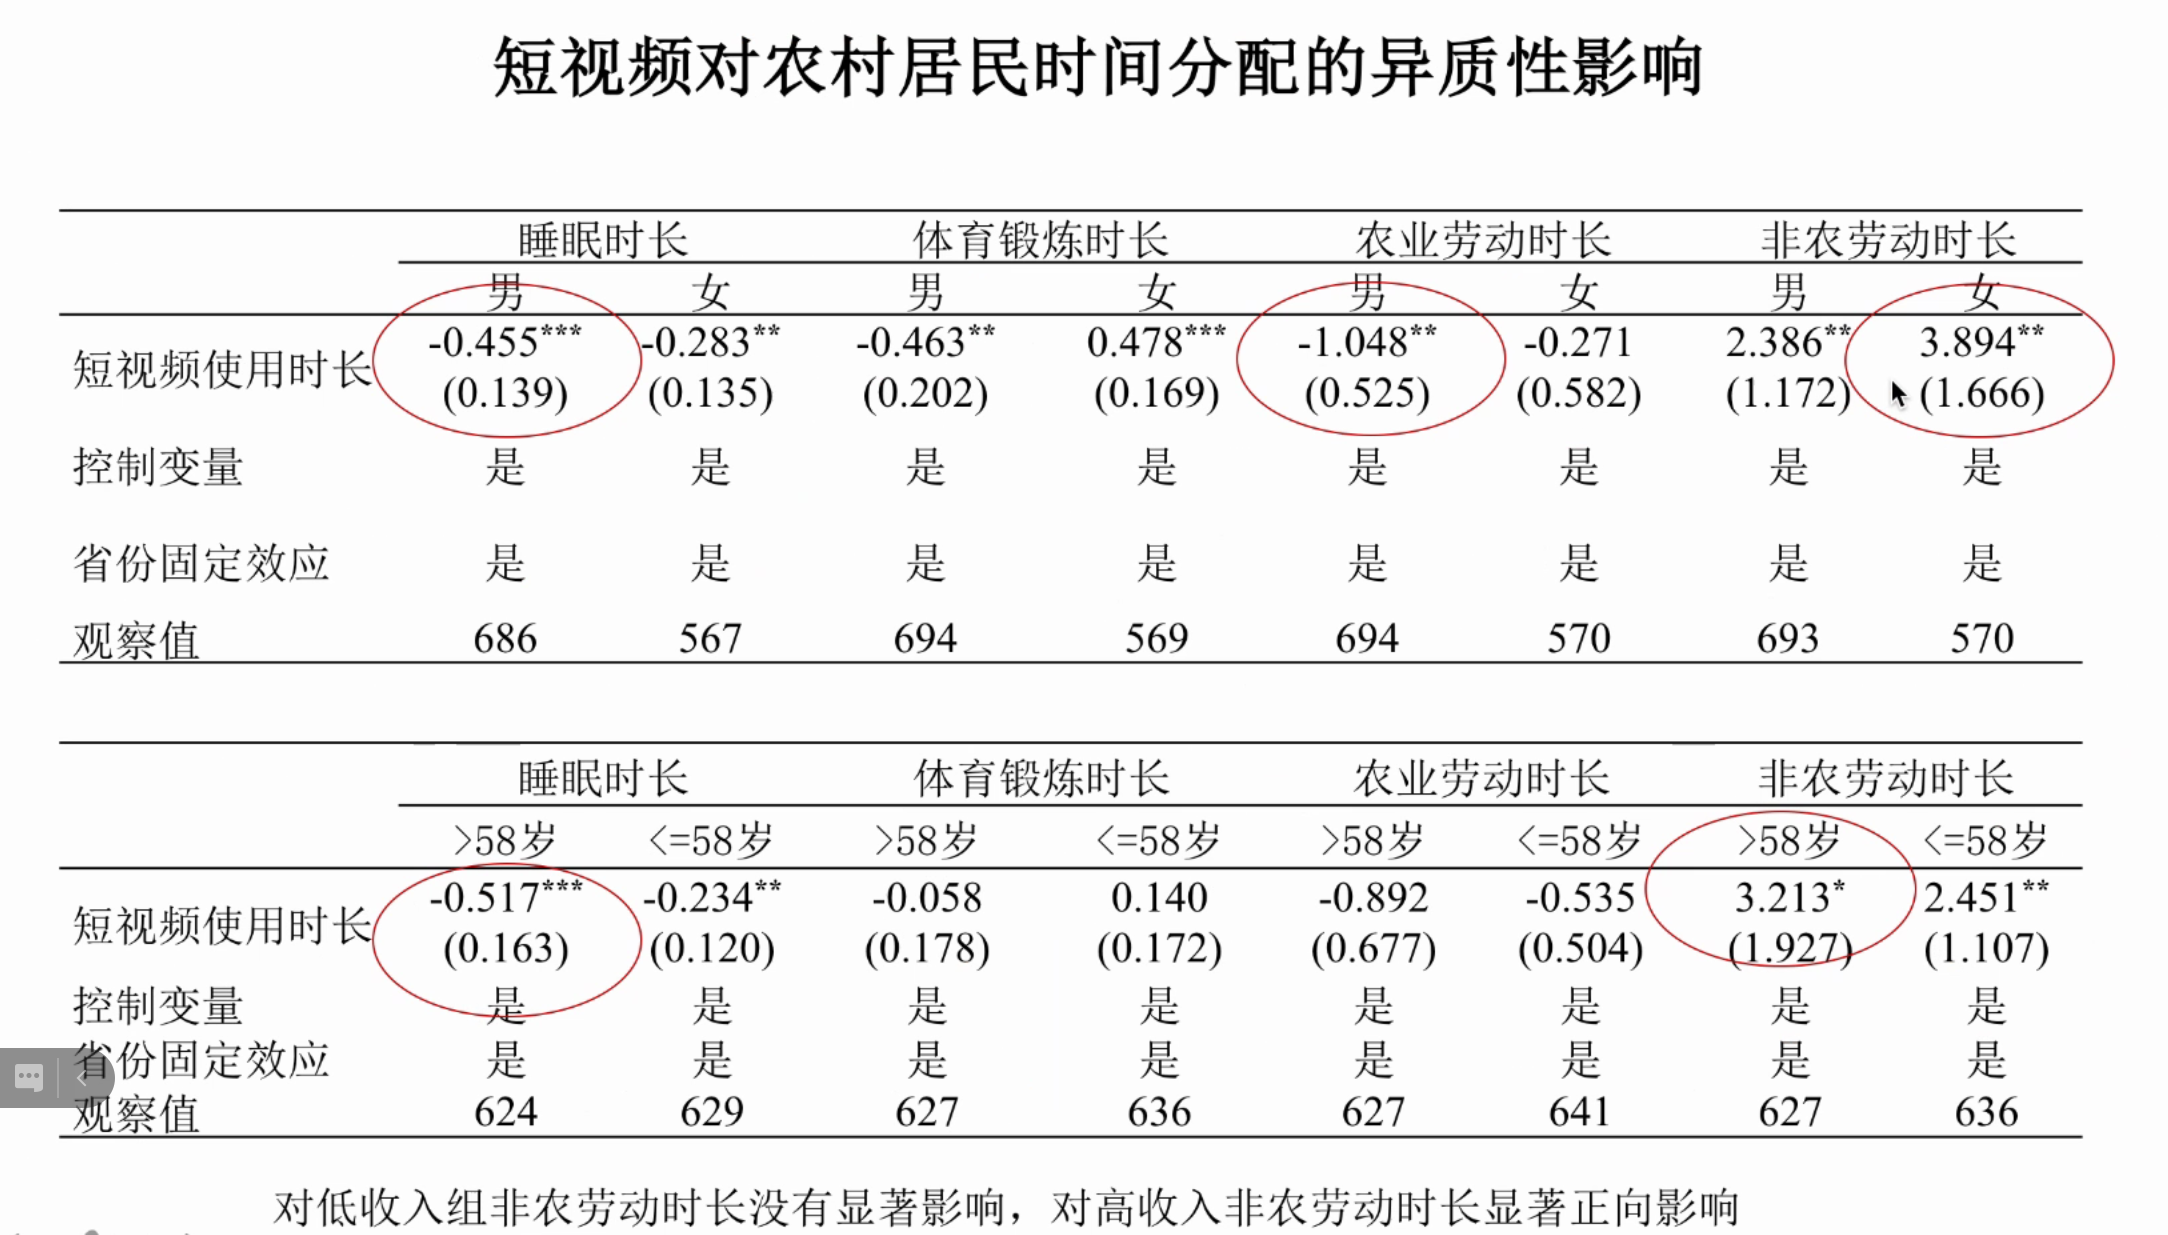 短视频对农村居民时间分配的异质性影响
睡眠时长 体育锻炼时长 农业劳动时长 非农劳动时长
男 女 男 女 男 女 男 女
短视频使用时长 -0.455*** -0.283** -0.463** 0.478*** -1.048** -0.271 2.386** 3.894**
(0.139) (0.135) (0.202) (0.169) (0.525) (0.582) (1.172) (1.666)
控制变量 是 是 是 是 是 是 是 是
省份固定效应 是 是 是 是 是 是 是 是
观察值 686 567 694 569 694 570 693 570
睡眠时长 体育锻炼时长 农业劳动时长 非农劳动时长
>58岁 <=58岁 >58岁 <=58岁 >58岁 <=58岁 >58岁 <=58岁
短视频使用时长 -0.517*** -0.234** -0.058 0.140 -0.892 -0.535 3.213* 2.451**
(0.163) (0.120) (0.178) (0.172) (0.677) (0.504) (1.927) (1.107)
控制变量 是 是 是 是 是 是 是 是
省份固定效应 是 是 是 是 是 是 是 是
观察值 624 629 627 636 627 641 627 636
对低收入组非农劳动时长没有显著影响，对高收入非农劳动时长显著正向影响